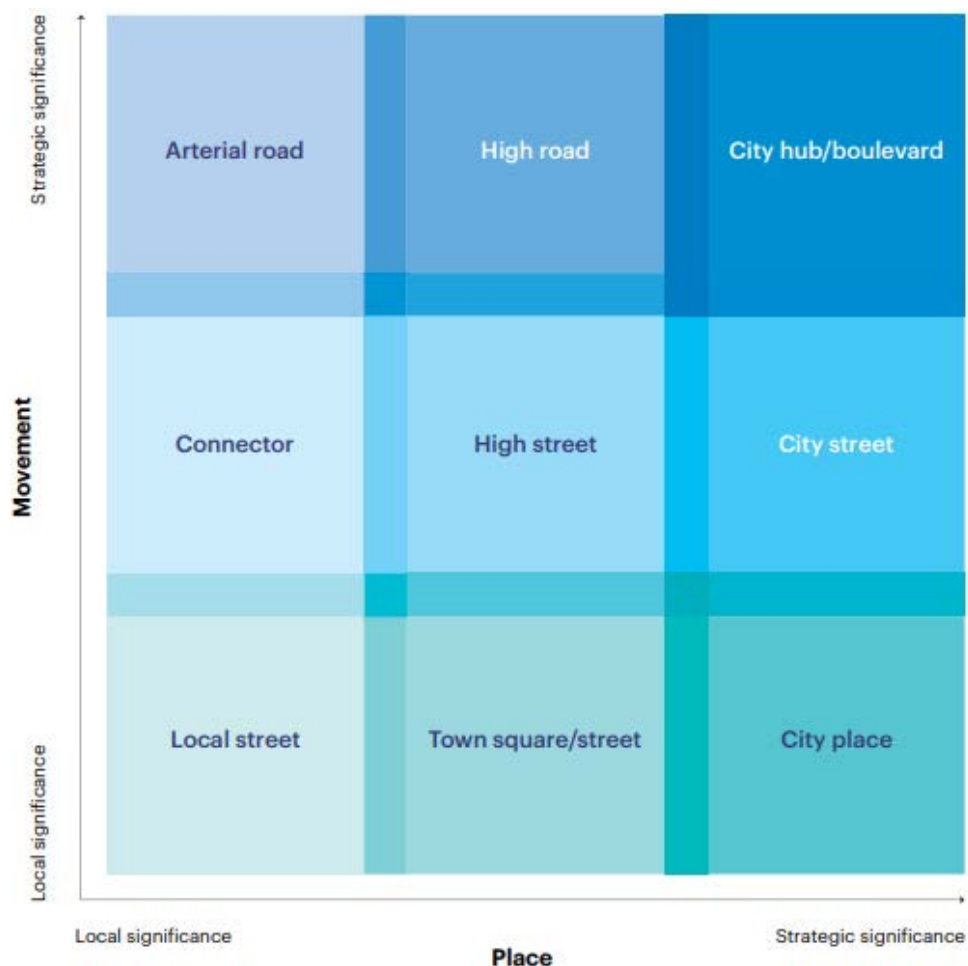 Strategic significance
Arterial road
High road
City hub/boulevard
Movement
Connector
High street
City street
Local significance
Local street
Town square/street
City place
Local significance
Place
Strategic significance